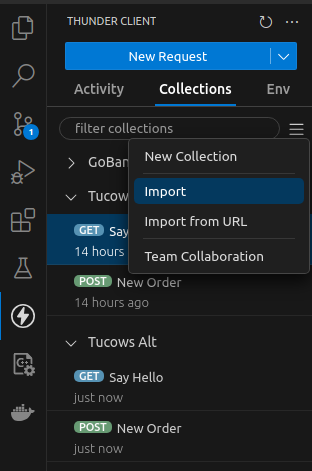 THUNDER CLIENT
New Request
Activity Collections Env
filter collections
New Collection
GoBan
Import
Tucows
Import from URL
GET Say
14 hours
Team Collaboration
POST New Order
14 hours ago
Tucows Alt
GET Say Hello
just now
POST New Order
just now
1